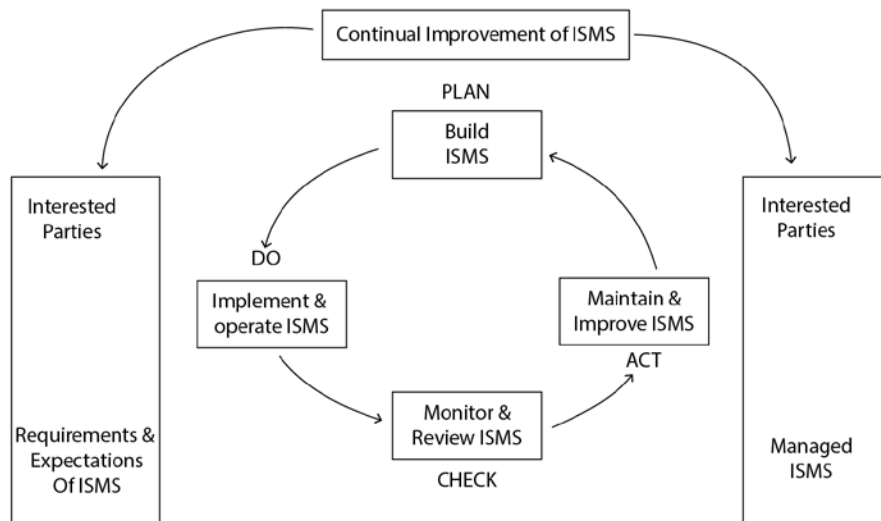 Continual Improvement of ISMS
PLAN
Build
ISMS
Interested
Parties
Interested
Parties
DO
Implement &
operate ISMS
Maintain &
Improve ISMS
ACT
Monitor &
Review ISMS
CHECK
Requirements &
Expectations
Of ISMS
Managed
ISMS